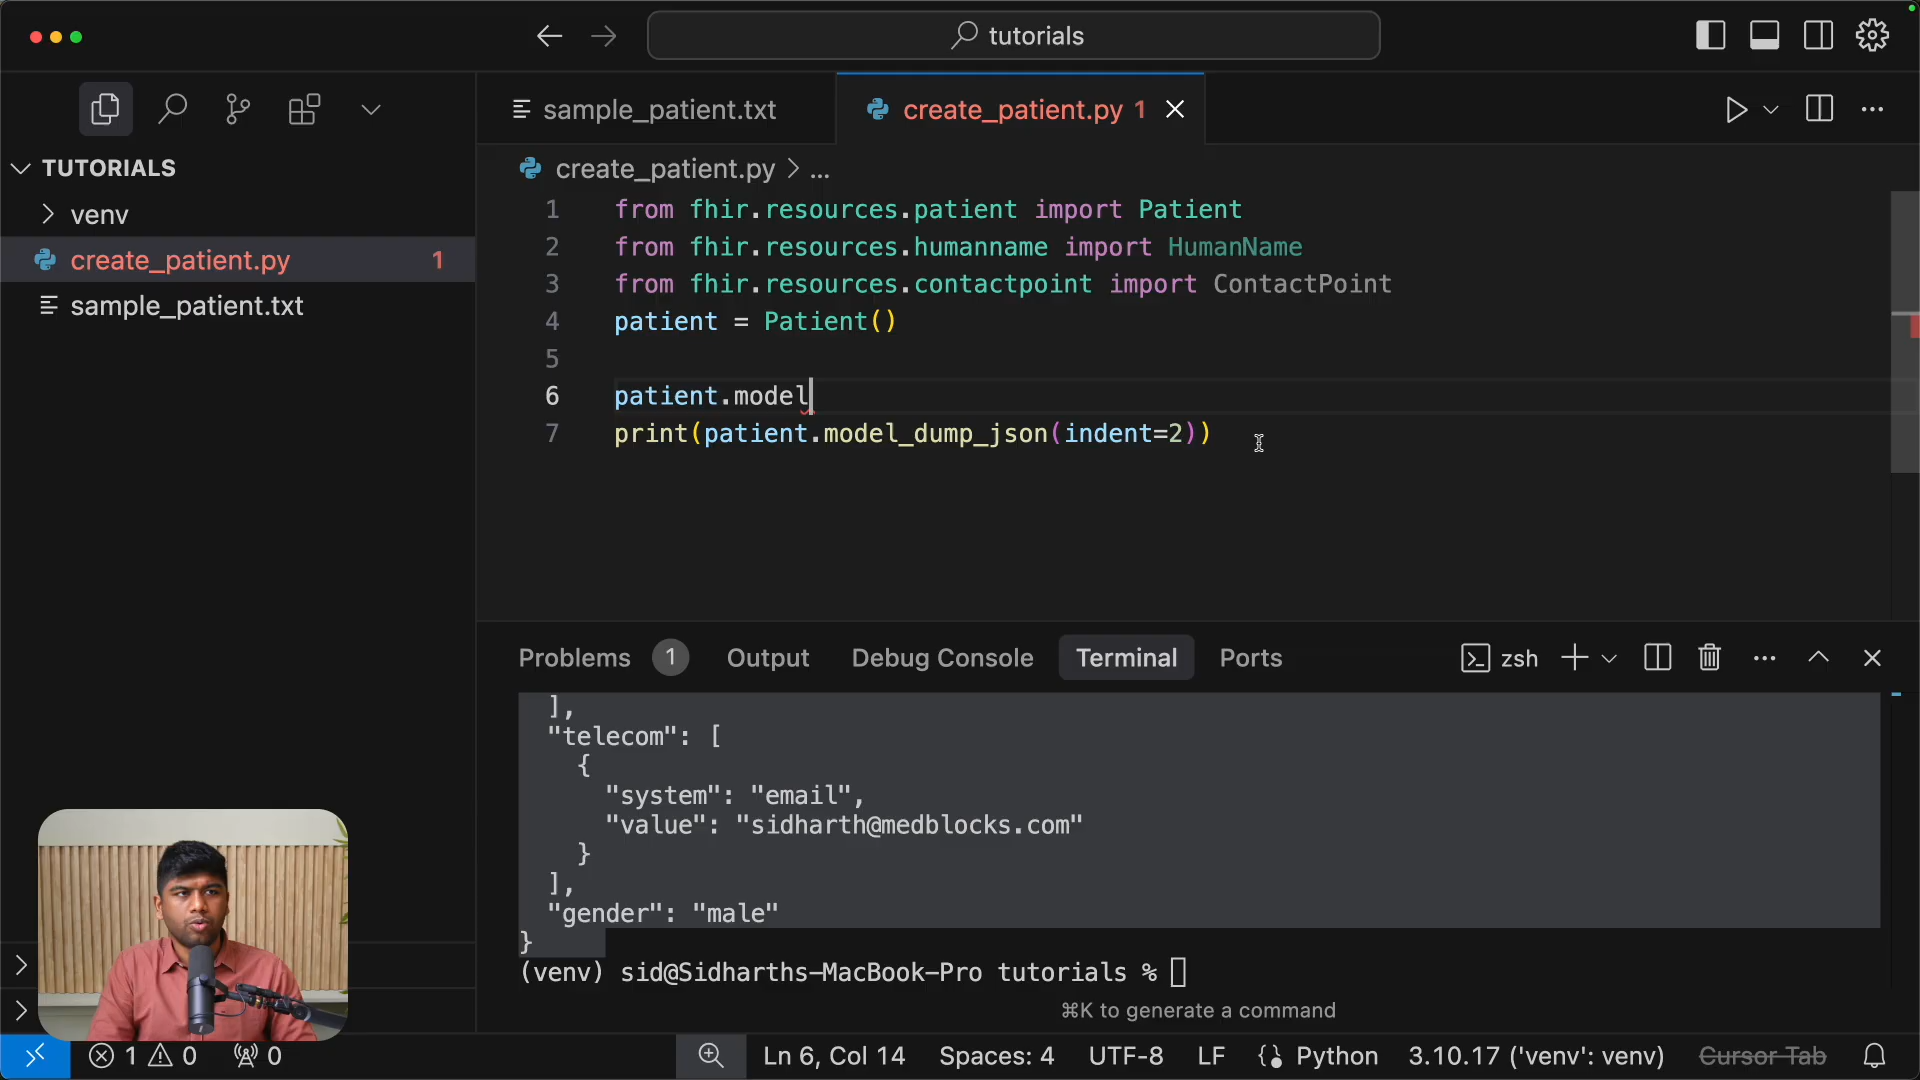 tutorials
sample_patient.txt
create_patient.py 1
TUTORIALS
venv
create_patient.py 1
sample_patient.txt
create_patient.py > ...
1 from fhir.resources.patient import Patient
2 from fhir.resources.humanname import HumanName
3 from fhir.resources.contactpoint import ContactPoint
4 patient = Patient()
5
6 patient.model
7 print(patient.model_dump_json(indent=2))
Problems 1 Output Debug Console Terminal Ports zsh
],
"telecom": [
{
"system": "email",
"value": "sidharth@medblocks.com"
}
],
"gender": "male"
}
(venv) sid@Sidharths-MacBook-Pro tutorials %
⌘K to generate a command
1 0 0 Ln 6, Col 14 Spaces: 4 UTF-8 LF Python 3.10.17 ('venv': venv) Cursor Tab